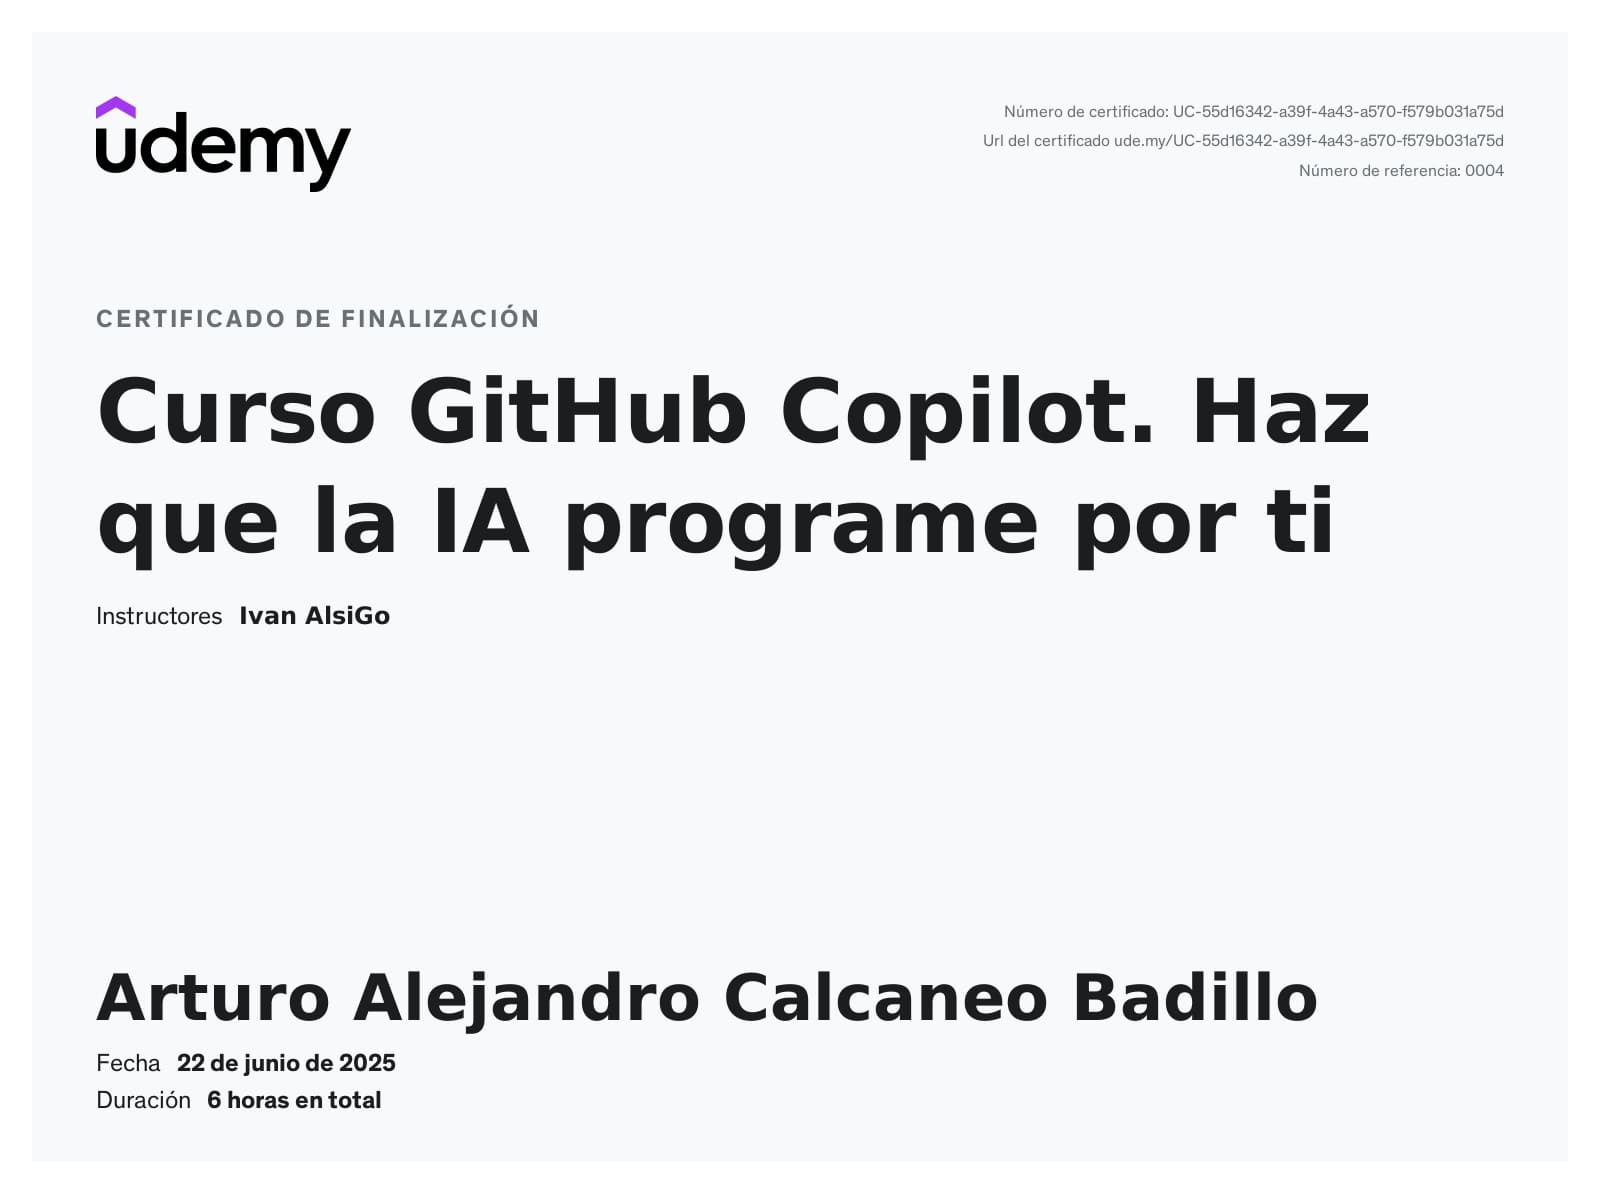 udemy
Número de certificado: UC-55d16342-a39f-4a43-a570-f579b031a75d
Url del certificado ude.my/UC-55d16342-a39f-4a43-a570-f579b031a75d
Número de referencia: 0004
CERTIFICADO DE FINALIZACIÓN
Curso GitHub Copilot. Haz
que la IA programe por ti
Instructores Ivan AlsiGo
Arturo Alejandro Calcaneo Badillo
Fecha 22 de junio de 2025
Duración 6 horas en total